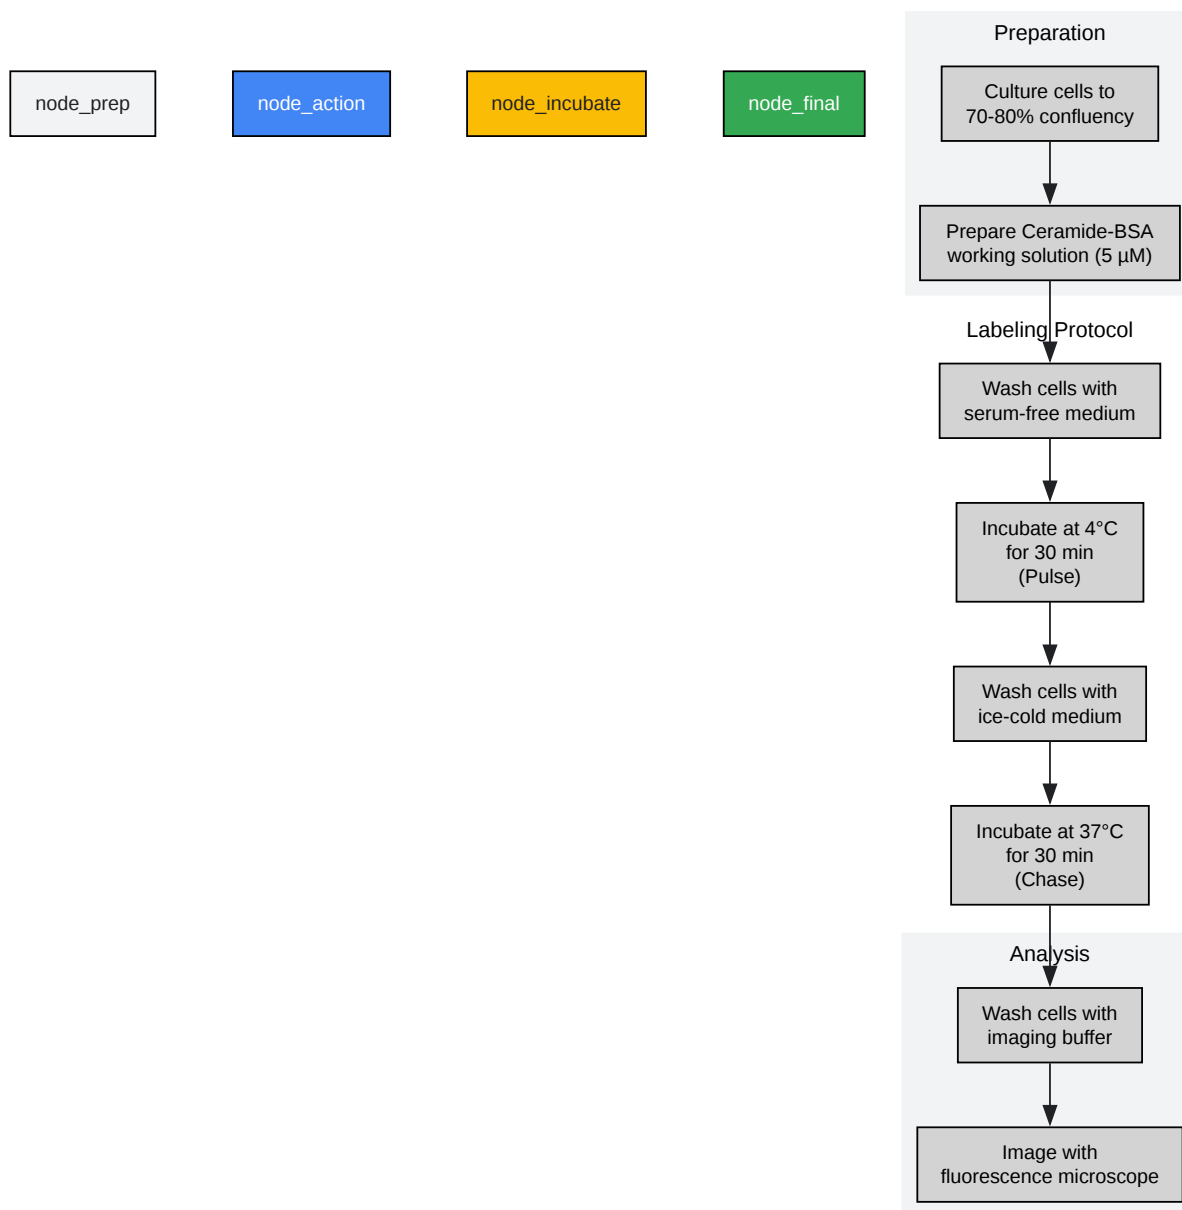 Preparation
node_prep
node_action
node_incubate
node_final
Culture cells to
70-80% confluency
Prepare Ceramide-BSA
working solution (5 µM)
Labeling Protocol
Wash cells with
serum-free medium
Incubate at 4°C
for 30 min
(Pulse)
Wash cells with
ice-cold medium
Incubate at 37°C
for 30 min
(Chase)
Analysis
Wash cells with
imaging buffer
Image with
fluorescence microscope